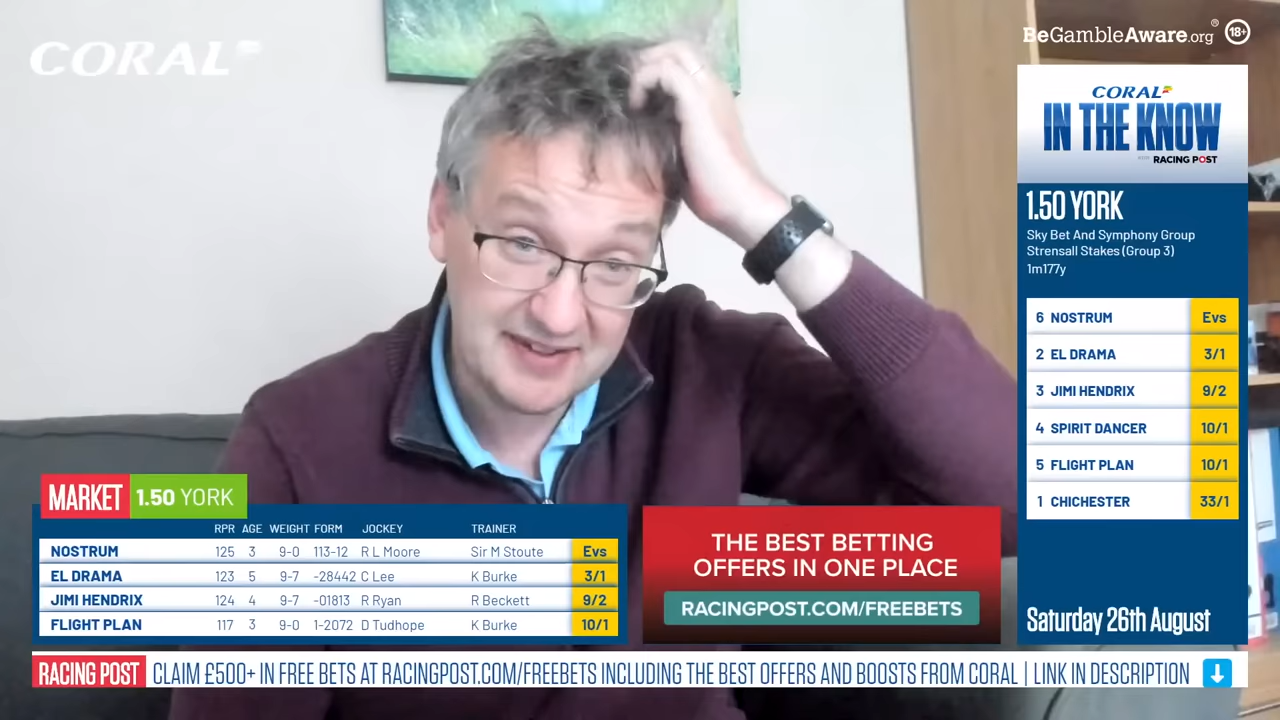 CORAL
BeGambleAware.org® 18+
CORAL
IN THE KNOW
RACING POST
1.50 YORK
Sky Bet And Symphony Group
Strensall Stakes (Group 3)
1m177y
6 NOSTRUM Evs
2 EL DRAMA 3/1
3 JIMI HENDRIX 9/2
4 SPIRIT DANCER 10/1
5 FLIGHT PLAN 10/1
1 CHICHESTER 33/1
Saturday 26th August
MARKET 1.50 YORK
RPR AGE WEIGHT FORM JOCKEY TRAINER
NOSTRUM 125 3 9-0 113-12 R L Moore Sir M Stoute Evs
EL DRAMA 123 5 9-7 -28442 C Lee K Burke 3/1
JIMI HENDRIX 124 4 9-7 -01813 R Ryan R Beckett 9/2
FLIGHT PLAN 117 3 9-0 1-2072 D Tudhope K Burke 10/1
THE BEST BETTING
OFFERS IN ONE PLACE
RACINGPOST.COM/FREEBETS
RACING POST CLAIM £500+ IN FREE BETS AT RACINGPOST.COM/FREEBETS INCLUDING THE BEST OFFERS AND BOOSTS FROM CORAL | LINK IN DESCRIPTION